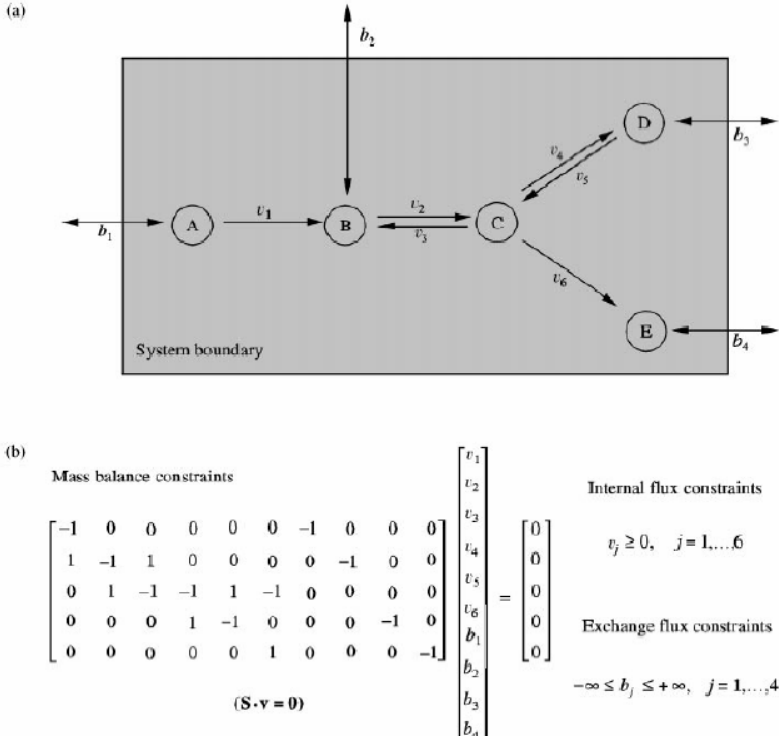 (a)
b₂
D
b₃
v₄
v₅
A
v₁
B
v₂
v₃
C
b₁
v₆
E
b₄
System boundary
(b)
Mass balance constraints
-1 0 0 0 0 0 -1 0 0 0
1 -1 1 0 0 0 0 -1 0 0
0 1 -1 -1 1 -1 0 0 0 0
0 0 0 1 -1 0 0 0 -1 0
0 0 0 0 0 1 0 0 0 -1
(S·v = 0)
v₁
v₂
v₃
v₄
v₅
v₆
b₁
b₂
b₃
b₄
=
0
0
0
0
0
Internal flux constraints
vⱼ ≥ 0, j = 1,...,6
Exchange flux constraints
-∞ ≤ bⱼ ≤ +∞, j = 1,...,4